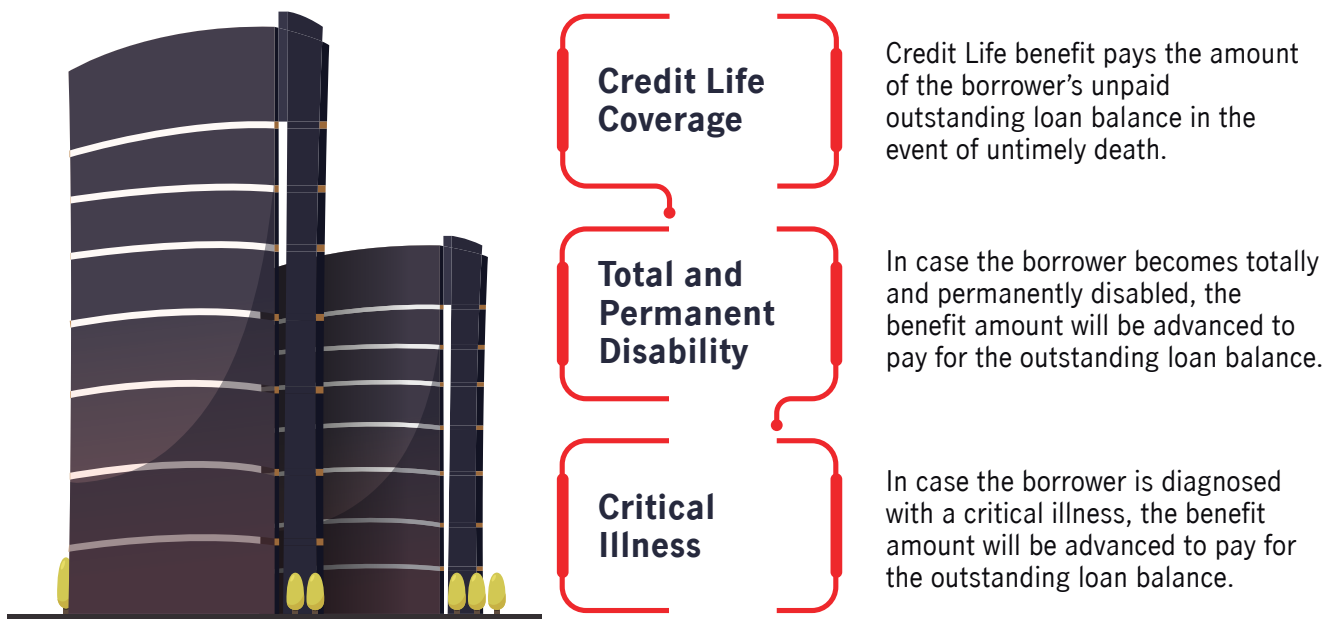 Credit Life
Coverage
Credit Life benefit pays the amount
of the borrower’s unpaid
outstanding loan balance in the
event of untimely death.
Total and
Permanent
Disability
In case the borrower becomes totally
and permanently disabled, the
benefit amount will be advanced to
pay for the outstanding loan balance.
Critical
Illness
In case the borrower is diagnosed
with a critical illness, the benefit
amount will be advanced to pay for
the outstanding loan balance.